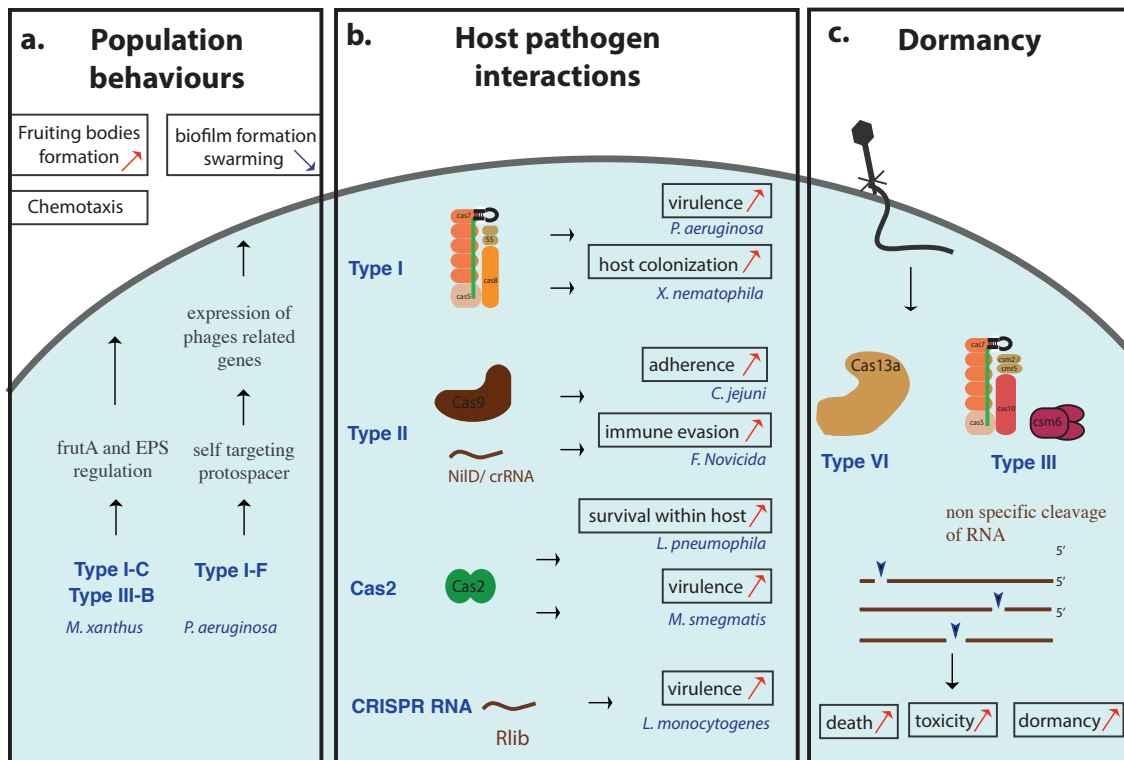 a.
Population
behaviours
Fruiting bodies
formation
biofilm formation
swarming
Chemotaxis
expression of
phages related
genes
frutA and EPS
regulation
self targeting
protospacer
Type I-C
Type III-B
Type I-F
M. xanthus
P. aeruginosa
b.
Host pathogen
interactions
Type I
cas7
SS
cas8
cas5
virulence
P. aeruginosa
host colonization
X. nematophila
Type II
Cas9
NilD/ crRNA
adherence
C. jejuni
immune evasion
F. Novicida
Cas2
Cas2
survival within host
L. pneumophila
virulence
M. smegmatis
CRISPR RNA
Rlib
virulence
L. monocytogenes
c.
Dormancy
Cas13a
Type VI
cas7
csm2/
cmr5
cas10
cas5
csm6
Type III
non specific cleavage
of RNA
5'
5'
5'
death
toxicity
dormancy